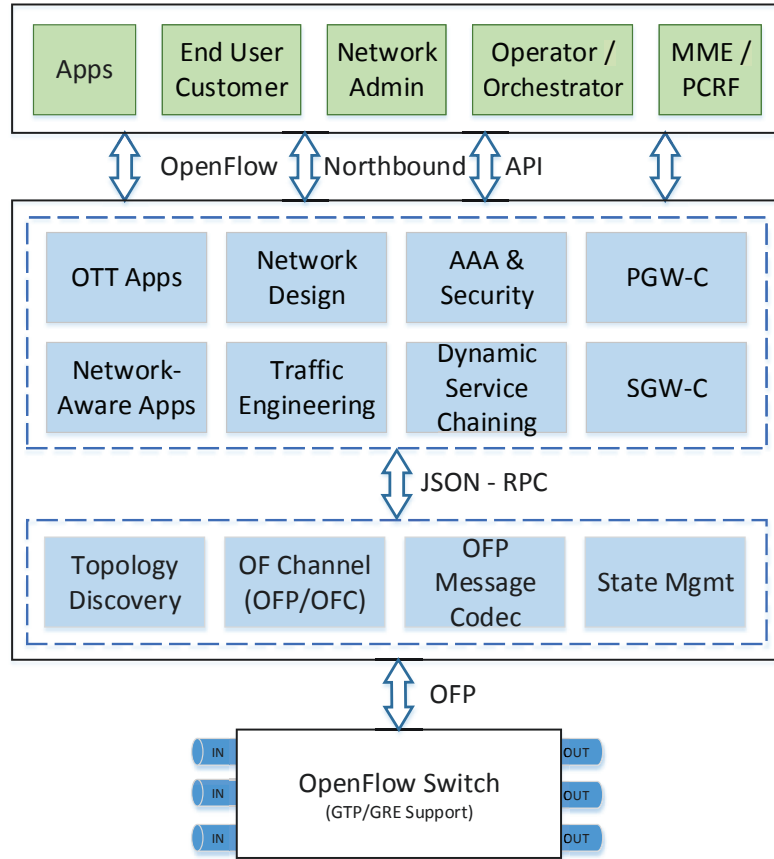 Apps
End User
Customer
Network
Admin
Operator /
Orchestrator
MME /
PCRF
OpenFlow Northbound API
OTT Apps
Network
Design
AAA &
Security
PGW-C
Network-
Aware Apps
Traffic
Engineering
Dynamic
Service
Chaining
SGW-C
JSON - RPC
Topology
Discovery
OF Channel
(OFP/OFC)
OFP
Message
Codec
State Mgmt
OFP
IN
IN
IN
OpenFlow Switch
(GTP/GRE Support)
OUT
OUT
OUT